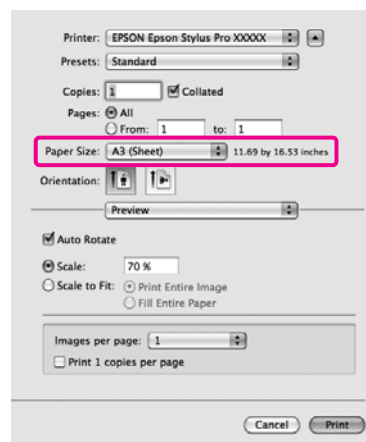 Printer: EPSON Epson Stylus Pro XXXXX
Presets: Standard
Copies: 1 Collated
Pages: All
From: 1 to: 1
Paper Size: A3 (Sheet) 11.69 by 16.53 inches
Orientation:
Preview
Auto Rotate
Scale: 70 %
Scale to Fit: Print Entire Image
Fill Entire Paper
Images per page: 1
Print 1 copies per page
Cancel Print